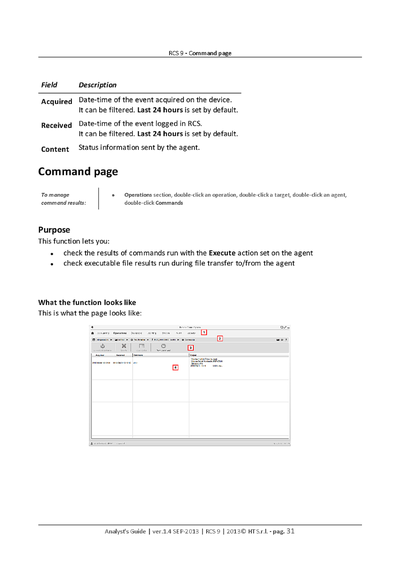 RCS 9 - Command page
Field Description
Acquired Date-time of the event acquired on the device.
It can be filtered. Last 24 hours is set by default.
Received Date-time of the event logged in RCS.
It can be filtered. Last 24 hours is set by default.
Content Status information sent by the agent.
Command page
To manage
command results:
• Operations section, double-click an operation, double-click a target, double-click an agent,
double-click Commands
Purpose
This function lets you:
• check the results of commands run with the Execute action set on the agent
• check executable file results run during file transfer to/from the agent
What the function looks like
This is what the page looks like:
Analyst's Guide | ver.1.4 SEP-2013 | RCS 9 | 2013© HT S.r.l. - pag. 31